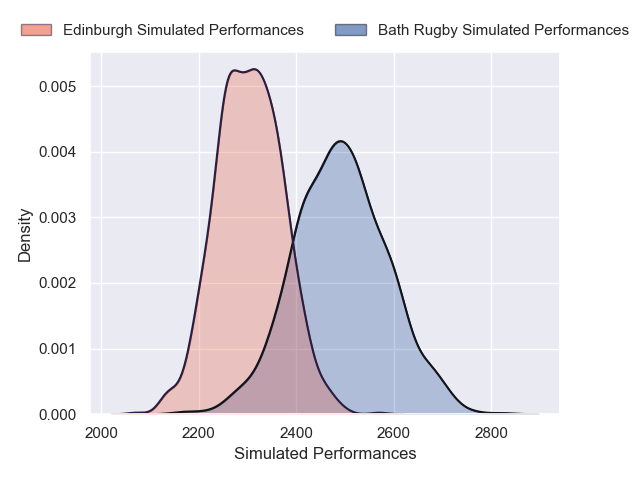 Edinburgh Simulated Performances Bath Rugby Simulated Performances
0.005
0.004
0.003
0.002
0.001
0.000
Density
2000 2200 2400 2600 2800
Simulated Performances